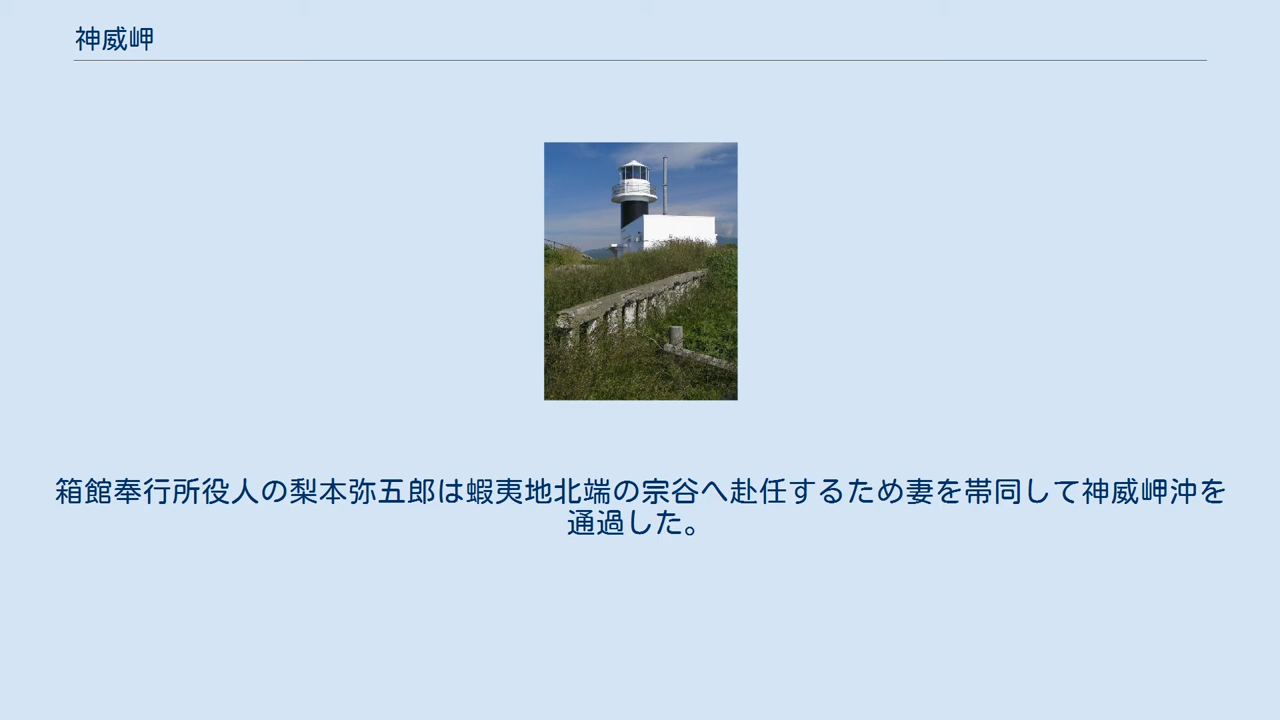 神威岬
箱館奉行所役人の梨本弥五郎は蝦夷地北端の宗谷へ赴任するため妻を帯同して神威岬沖を
通過した。